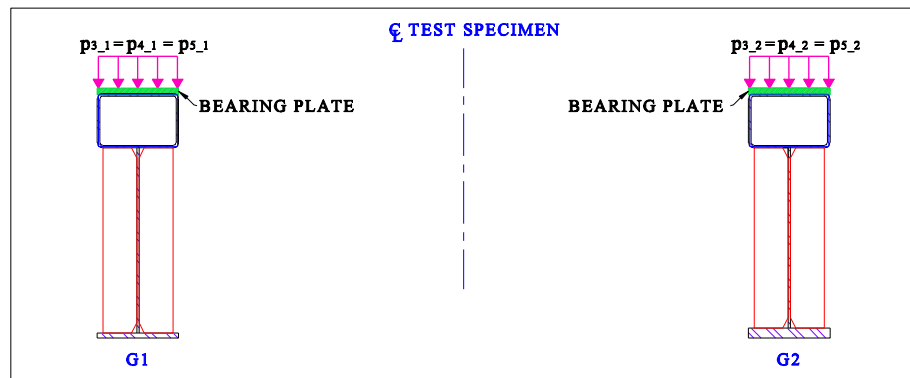 ℄ TEST SPECIMEN
p3_1 = p4_1 = p5_1
p3_2 = p4_2 = p5_2
BEARING PLATE
BEARING PLATE
G1
G2